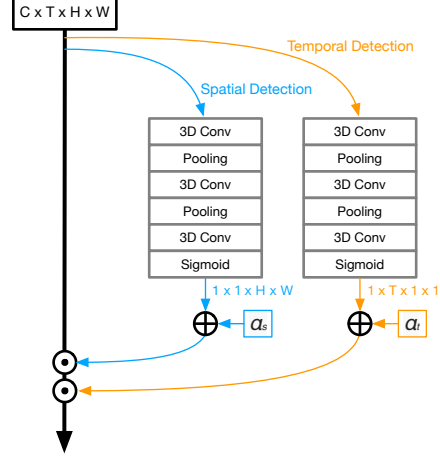 C x T x H x W
Temporal Detection
Spatial Detection
3D Conv
Pooling
3D Conv
Pooling
3D Conv
Sigmoid
3D Conv
Pooling
3D Conv
Pooling
3D Conv
Sigmoid
1 x 1 x H x W
1 x T x 1 x 1
αs
αt